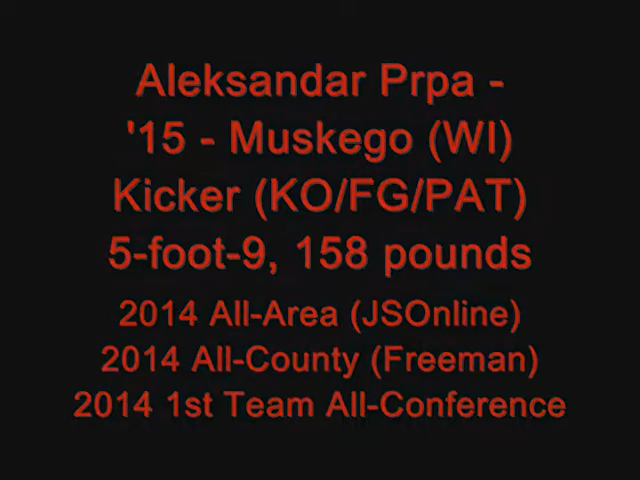 Aleksandar Prpa -
'15 - Muskego (WI)
Kicker (KO/FG/PAT)
5-foot-9, 158 pounds
2014 All-Area (JSOnline)
2014 All-County (Freeman)
2014 1st Team All-Conference